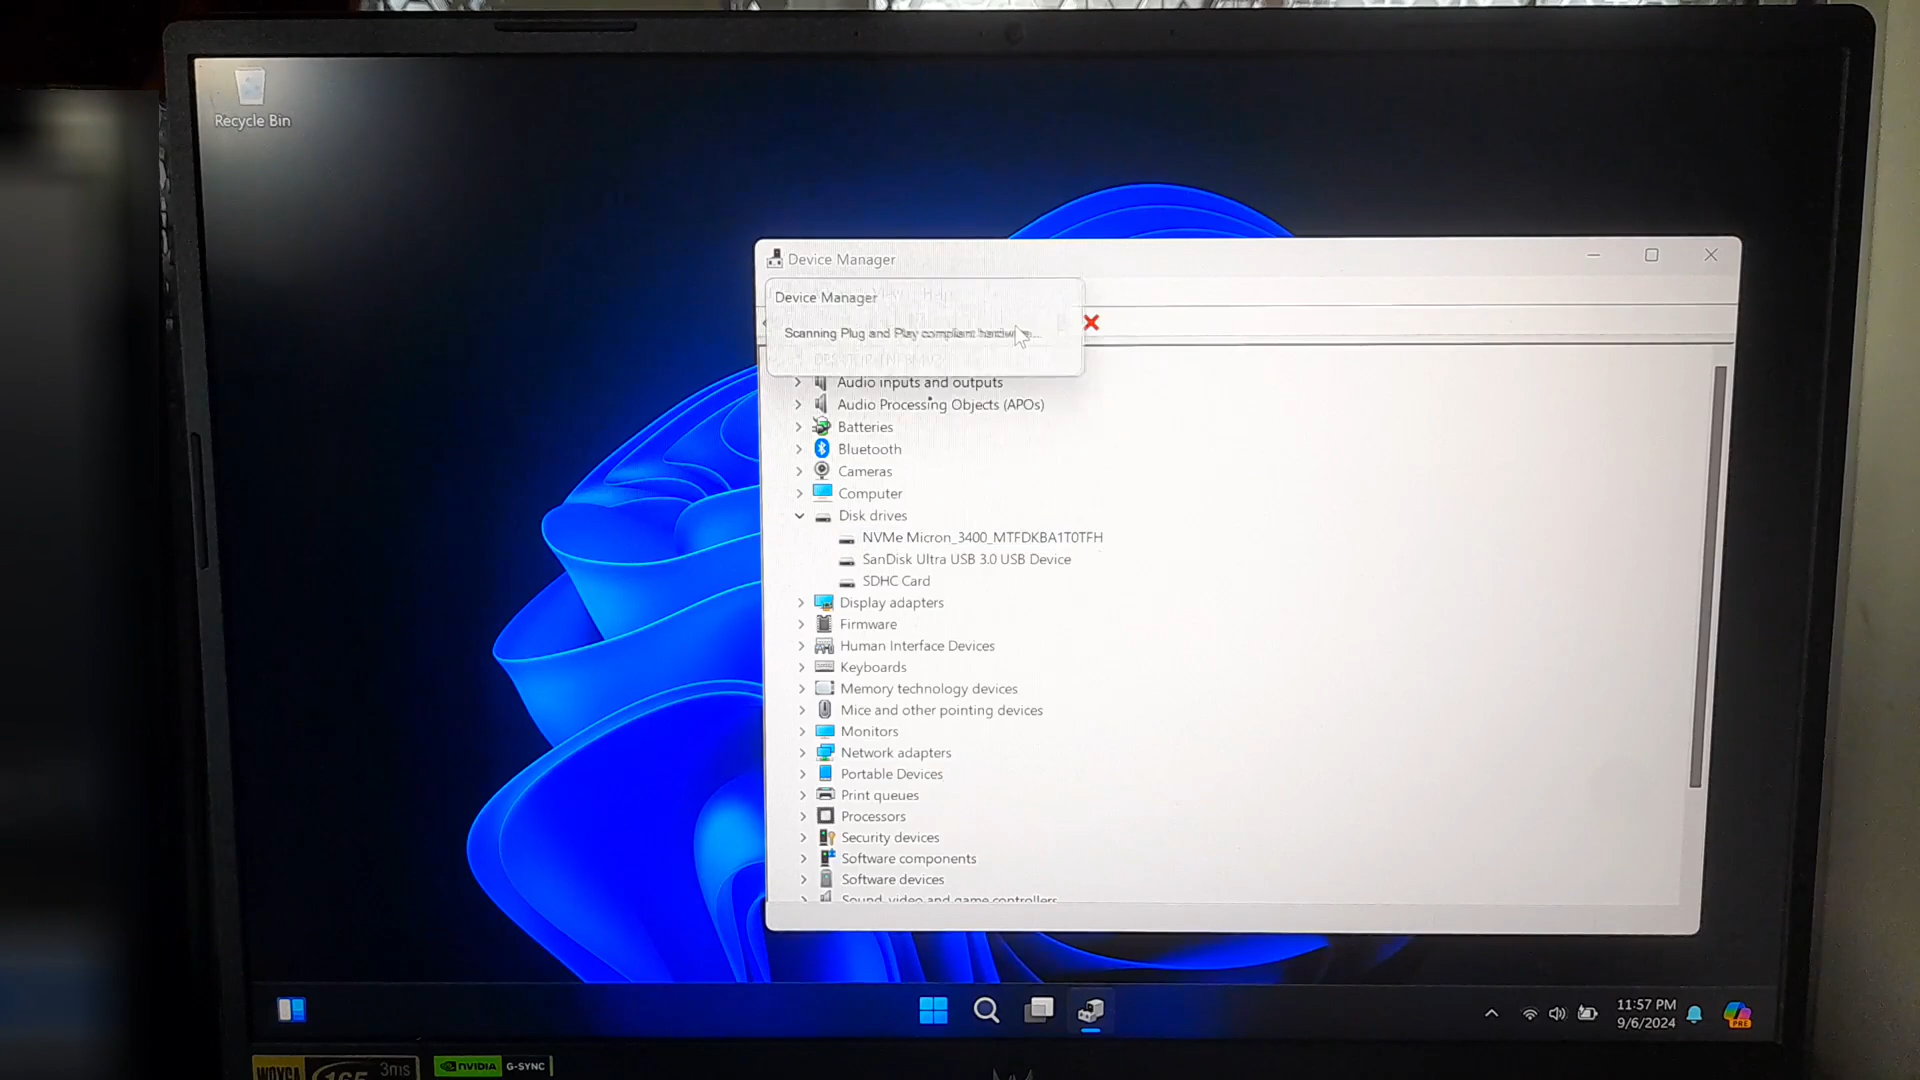 Recycle Bin
Device Manager
Device Manager
Scanning Plug and Play compliant hardware...
Audio inputs and outputs
Audio Processing Objects (APOs)
Batteries
Bluetooth
Cameras
Computer
Disk drives
NVMe Micron_3400_MTFDKBA1T0TFH
SanDisk Ultra USB 3.0 USB Device
SDHC Card
Display adapters
Firmware
Human Interface Devices
Keyboards
Memory technology devices
Mice and other pointing devices
Monitors
Network adapters
Portable Devices
Print queues
Processors
Security devices
Software components
Software devices
Sound, video and game controllers
11:57 PM
9/6/2024
PRE
WQXGA
165
3ms
NVIDIA G-SYNC